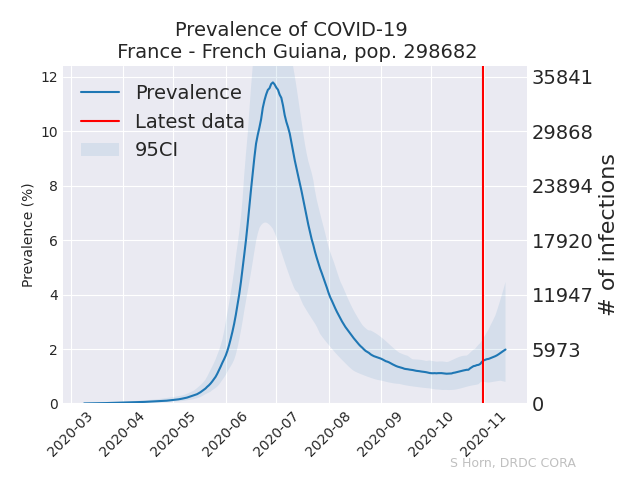 Prevalence of COVID-19
France - French Guiana, pop. 298682
Prevalence
Latest data
95CI
Prevalence (%)
12
10
8
6
4
2
0
35841
29868
23894
17920
11947
5973
0
# of infections
2020-03
2020-04
2020-05
2020-06
2020-07
2020-08
2020-09
2020-10
2020-11
S Horn, DRDC CORA